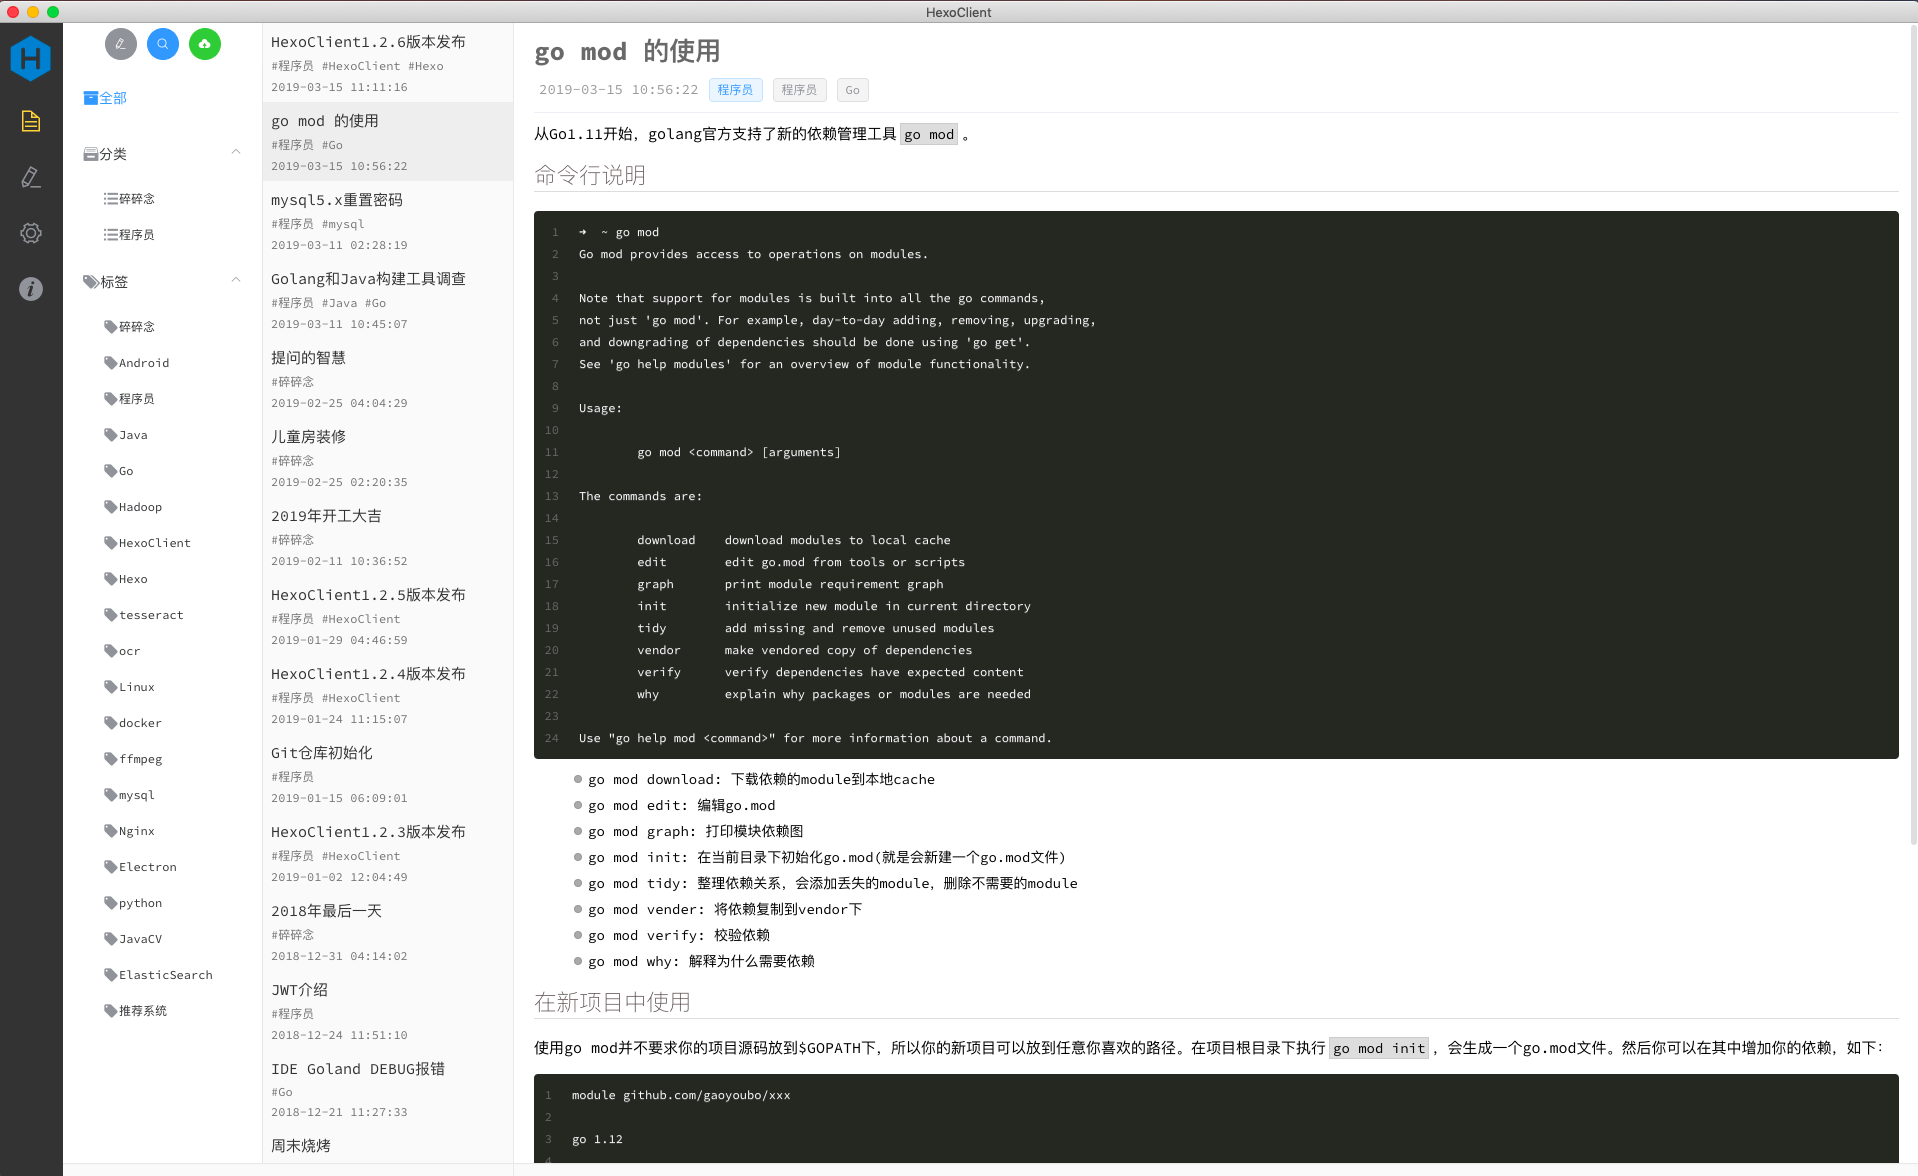 HexoClient
全部
分类
碎碎念
程序员
标签
碎碎念
Android
程序员
Java
Go
Hadoop
HexoClient
Hexo
tesseract
ocr
Linux
docker
ffmpeg
mysql
Nginx
Electron
python
JavaCV
ElasticSearch
推荐系统
HexoClient1.2.6版本发布
#程序员 #HexoClient #Hexo
2019-03-15 11:11:16
go mod 的使用
#程序员 #Go
2019-03-15 10:56:22
mysql5.x重置密码
#程序员 #mysql
2019-03-11 02:28:19
Golang和Java构建工具调查
#程序员 #Java #Go
2019-03-11 10:45:07
提问的智慧
#碎碎念
2019-02-25 04:04:29
儿童房装修
#碎碎念
2019-02-25 02:20:35
2019年开工大吉
#碎碎念
2019-02-11 10:36:52
HexoClient1.2.5版本发布
#程序员 #HexoClient
2019-01-29 04:46:59
HexoClient1.2.4版本发布
#程序员 #HexoClient
2019-01-24 11:15:07
Git仓库初始化
#程序员
2019-01-15 06:09:01
HexoClient1.2.3版本发布
#程序员 #HexoClient
2019-01-02 12:04:49
2018年最后一天
#碎碎念
2018-12-31 04:14:02
JWT介绍
#程序员
2018-12-24 11:51:10
IDE Goland DEBUG报错
#Go
2018-12-21 11:27:33
周末烧烤
go mod 的使用
2019-03-15 10:56:22 程序员 程序员 Go
从Go1.11开始，golang官方支持了新的依赖管理工具 go mod 。
命令行说明
1 ➜  ~ go mod
2 Go mod provides access to operations on modules.
3
4 Note that support for modules is built into all the go commands,
5 not just 'go mod'. For example, day-to-day adding, removing, upgrading,
6 and downgrading of dependencies should be done using 'go get'.
7 See 'go help modules' for an overview of module functionality.
8
9 Usage:
10
11         go mod <command> [arguments]
12
13 The commands are:
14
15         download    download modules to local cache
16         edit        edit go.mod from tools or scripts
17         graph       print module requirement graph
18         init        initialize new module in current directory
19         tidy        add missing and remove unused modules
20         vendor      make vendored copy of dependencies
21         verify      verify dependencies have expected content
22         why         explain why packages or modules are needed
23
24 Use "go help mod <command>" for more information about a command.
go mod download: 下载依赖的module到本地cache
go mod edit: 编辑go.mod
go mod graph: 打印模块依赖图
go mod init: 在当前目录下初始化go.mod(就是会新建一个go.mod文件)
go mod tidy: 整理依赖关系，会添加丢失的module，删除不需要的module
go mod vender: 将依赖复制到vendor下
go mod verify: 校验依赖
go mod why: 解释为什么需要依赖
在新项目中使用
使用go mod并不要求你的项目源码放到$GOPATH下，所以你的新项目可以放到任意你喜欢的路径。在项目根目录下执行 go mod init ，会生成一个go.mod文件。然后你可以在其中增加你的依赖，如下：
1 module github.com/gaoyoubo/xxx
2
3 go 1.12
4